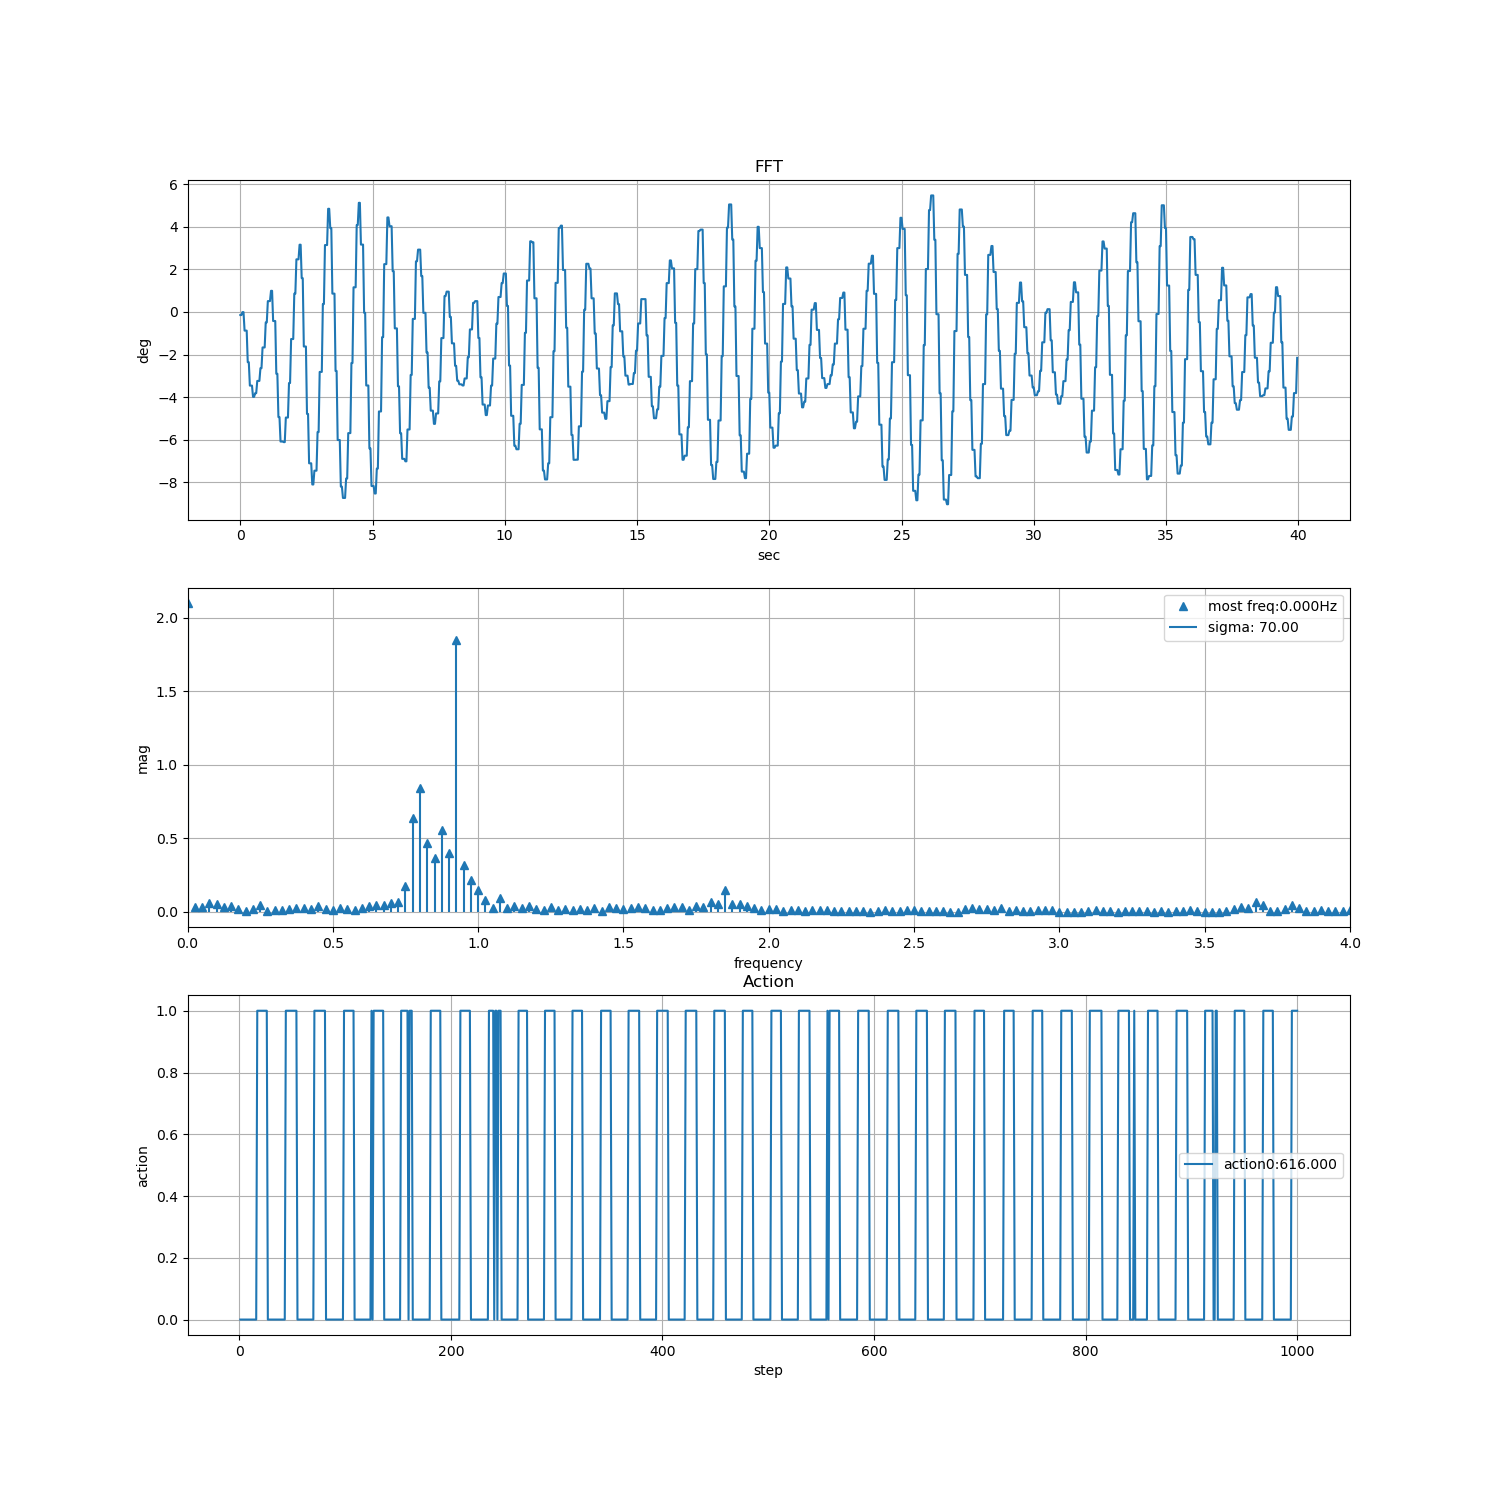 FFT
6
4
2
0
−2
−4
−6
−8
deg
0 5 10 15 20 25 30 35 40
sec
2.0
1.5
1.0
0.5
0.0
mag
most freq:0.000Hz
sigma: 70.00
0.0 0.5 1.0 1.5 2.0 2.5 3.0 3.5 4.0
frequency
Action
1.0
0.8
0.6
0.4
0.2
0.0
action
action0:616.000
0 200 400 600 800 1000
step